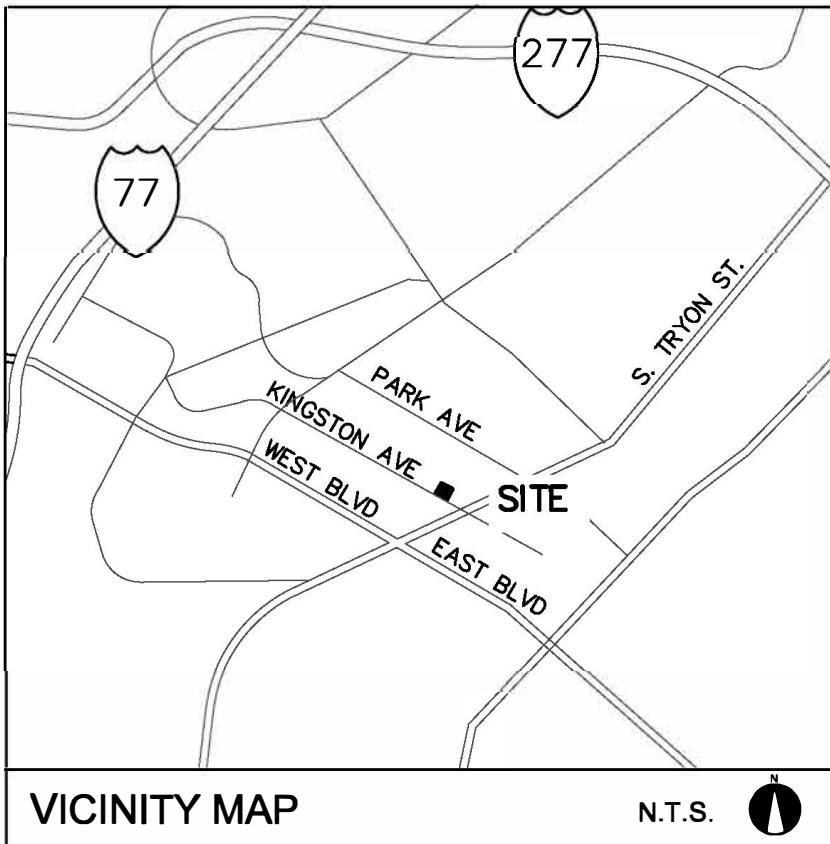 277
77
S. TRYON ST.
PARK AVE
KINGSTON AVE
WEST BLVD
SITE
EAST BLVD
VICINITY MAP
N.T.S.
N